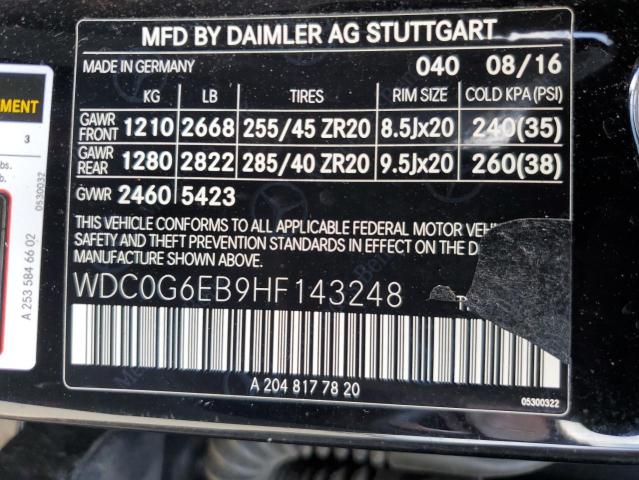 MFD BY DAIMLER AG STUTTGART
MADE IN GERMANY 040 08/16
KG LB TIRES RIM SIZE COLD KPA (PSI)
GAWR FRONT 1210 2668 255/45 ZR20 8.5Jx20 240(35)
GAWR REAR 1280 2822 285/40 ZR20 9.5Jx20 260(38)
GVWR 2460 5423
THIS VEHICLE CONFORMS TO ALL APPLICABLE FEDERAL MOTOR
SAFETY AND THEFT PREVENTION STANDARDS IN EFFECT ON THE
MANUFACTURE SHOWN ABOVE.
WDC0G6EB9HF143248
A 204 817 78 20
05300322
3
05300032
A 253 584 66 02